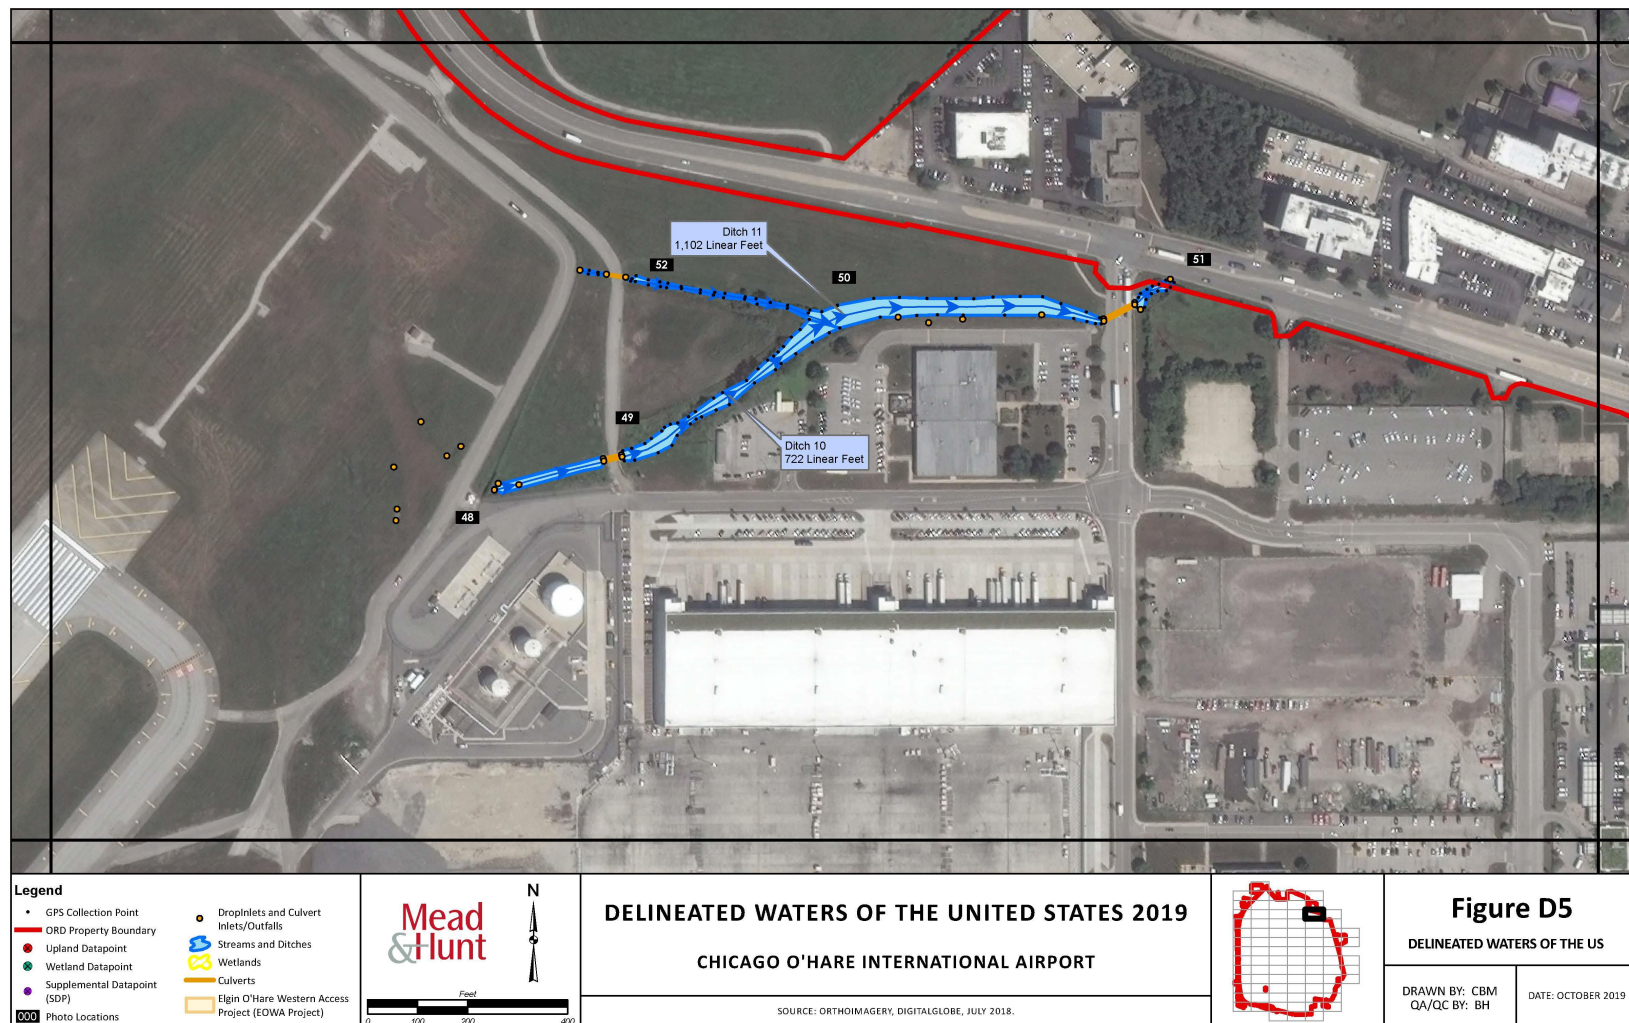 Ditch 11
1,102 Linear Feet
52
50
51
49
Ditch 10
722 Linear Feet
48
Legend
GPS Collection Point
ORD Property Boundary
Upland Datapoint
Wetland Datapoint
Supplemental Datapoint
(SDP)
000 Photo Locations
DropInlets and Culvert
Inlets/Outfalls
Streams and Ditches
Wetlands
Culverts
Elgin O'Hare Western Access
Project (EOWA Project)
Mead
&Hunt
N
Feet
0 100 200 400
DELINEATED WATERS OF THE UNITED STATES 2019
CHICAGO O'HARE INTERNATIONAL AIRPORT
SOURCE: ORTHOIMAGERY, DIGITALGLOBE, JULY 2018.
Figure D5
DELINEATED WATERS OF THE US
DRAWN BY: CBM
QA/QC BY: BH
DATE: OCTOBER 2019